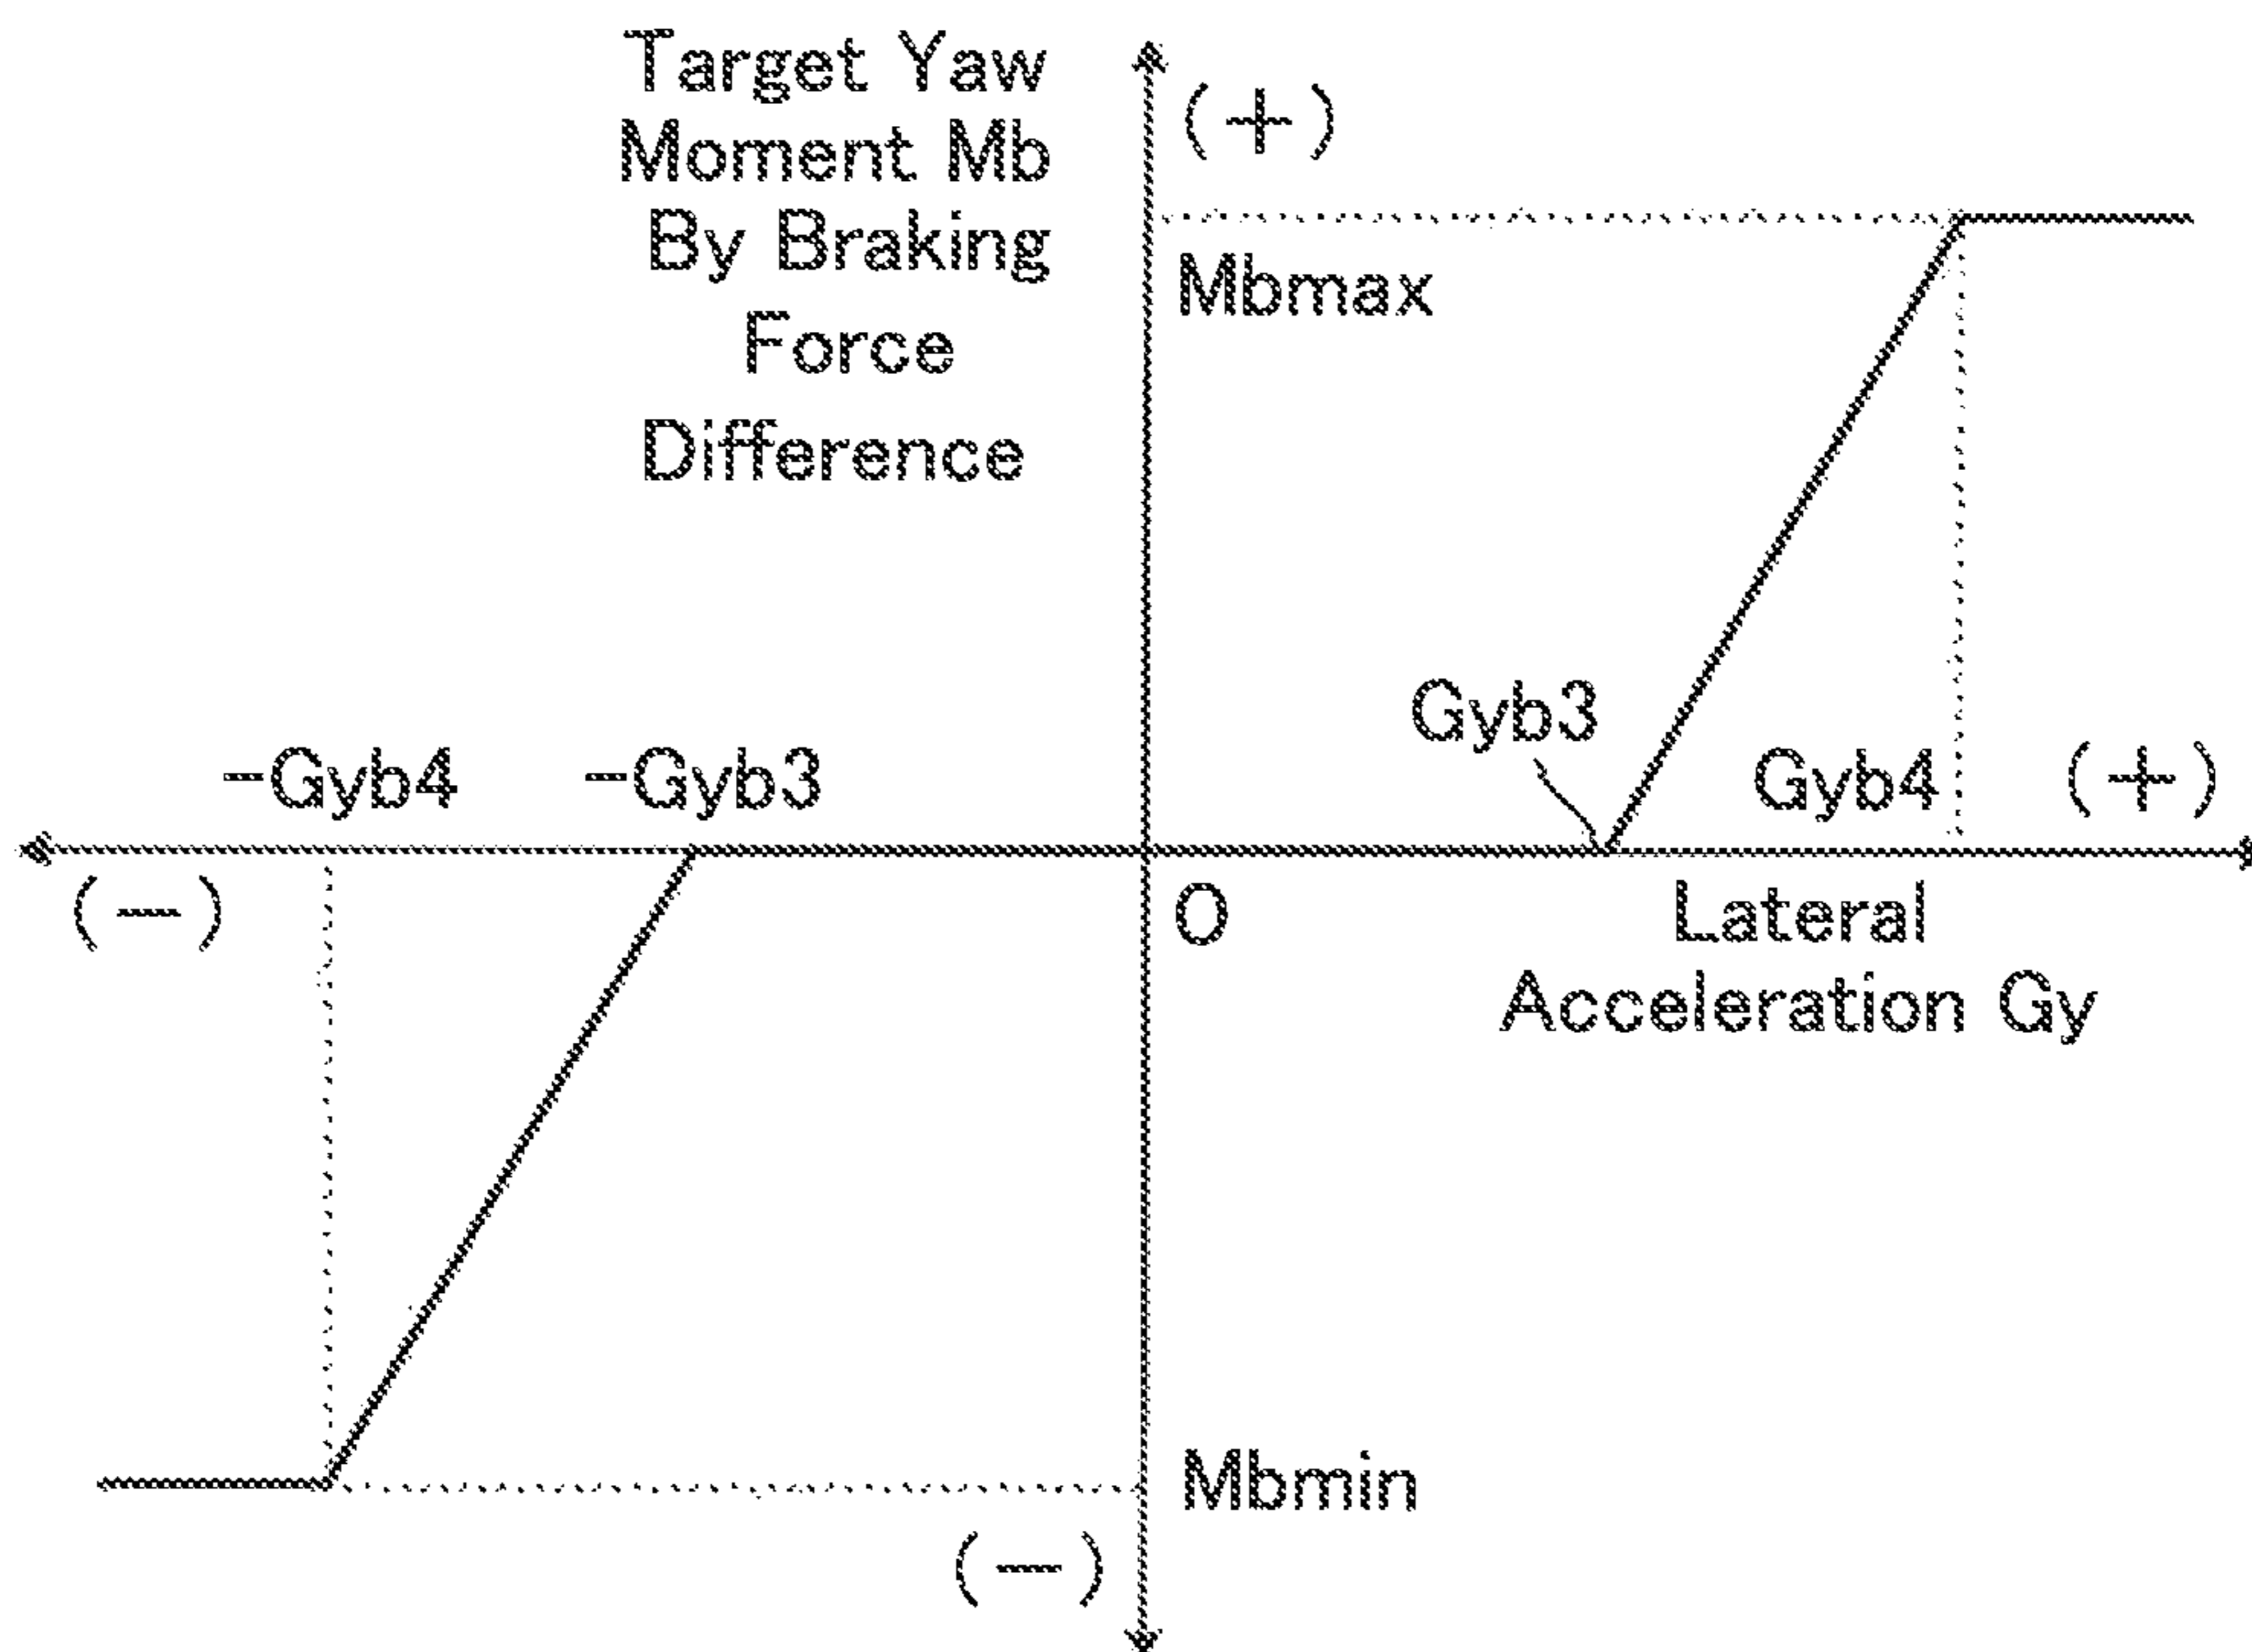 Target Yaw
Moment Mb
By Braking
Force
Difference
(+)
Mbmax
Gyb3
Gyb4
(+)
-Gyb4
-Gyb3
(-)
O
Lateral
Acceleration Gy
Mbmin
(-)